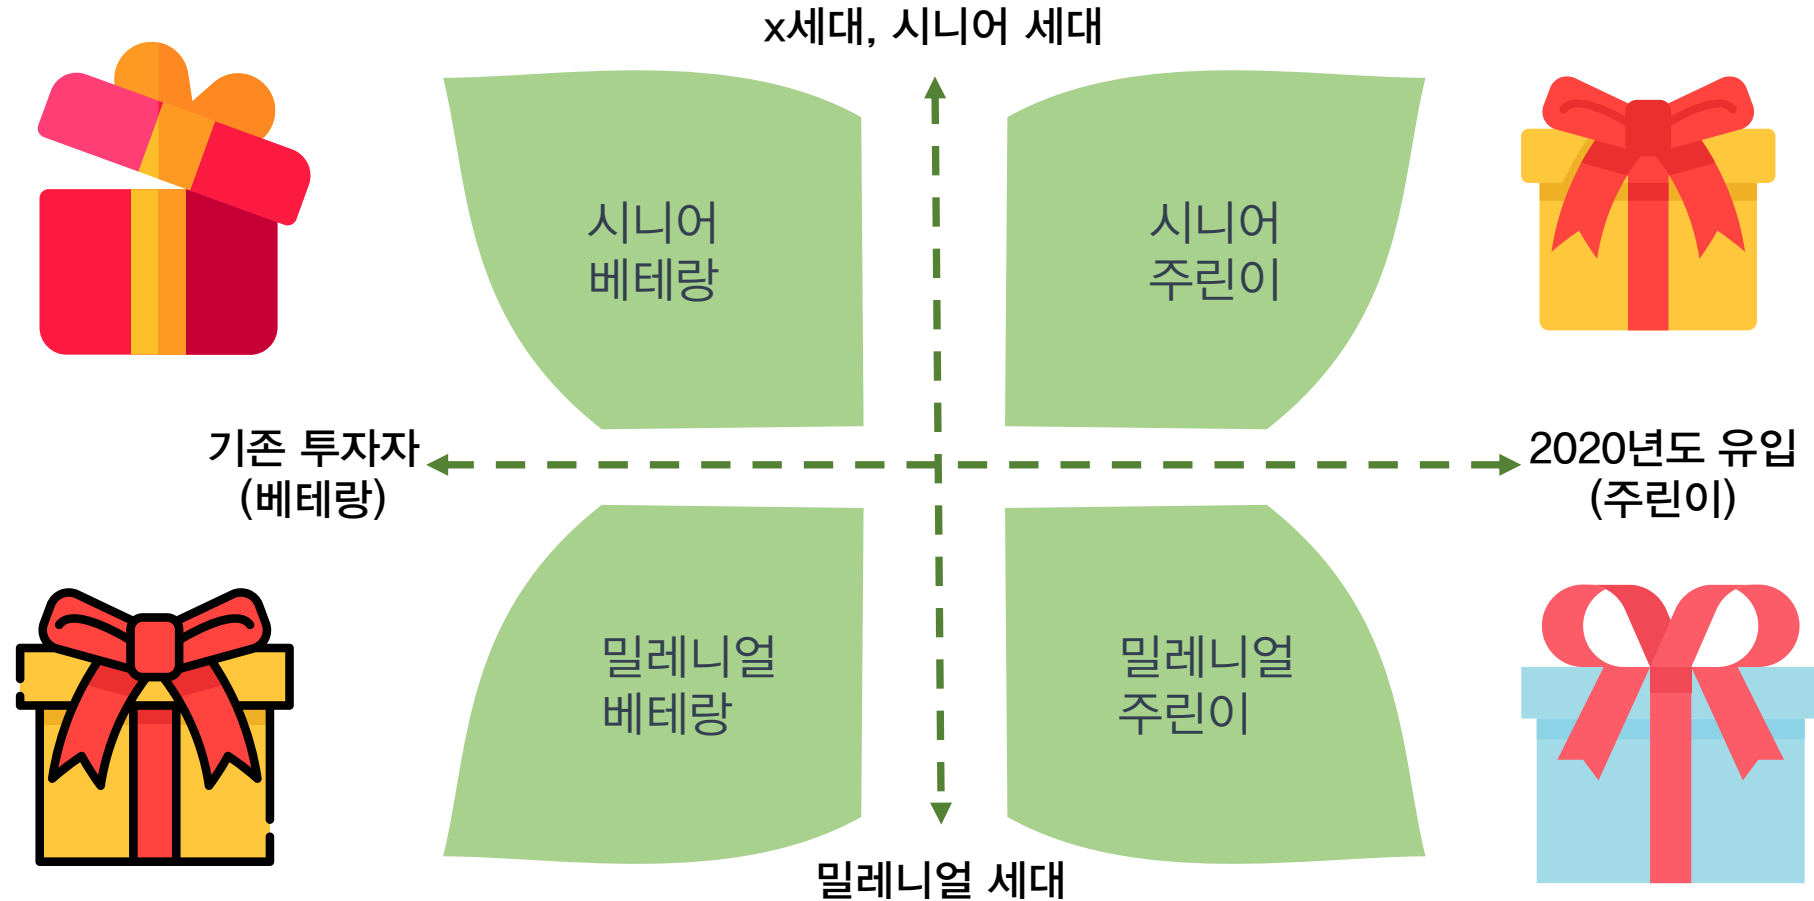 x세대, 시니어 세대
시니어
베테랑
시니어
주린이
기존 투자자
(베테랑)
2020년도 유입
(주린이)
밀레니얼
베테랑
밀레니얼
주린이
밀레니얼 세대